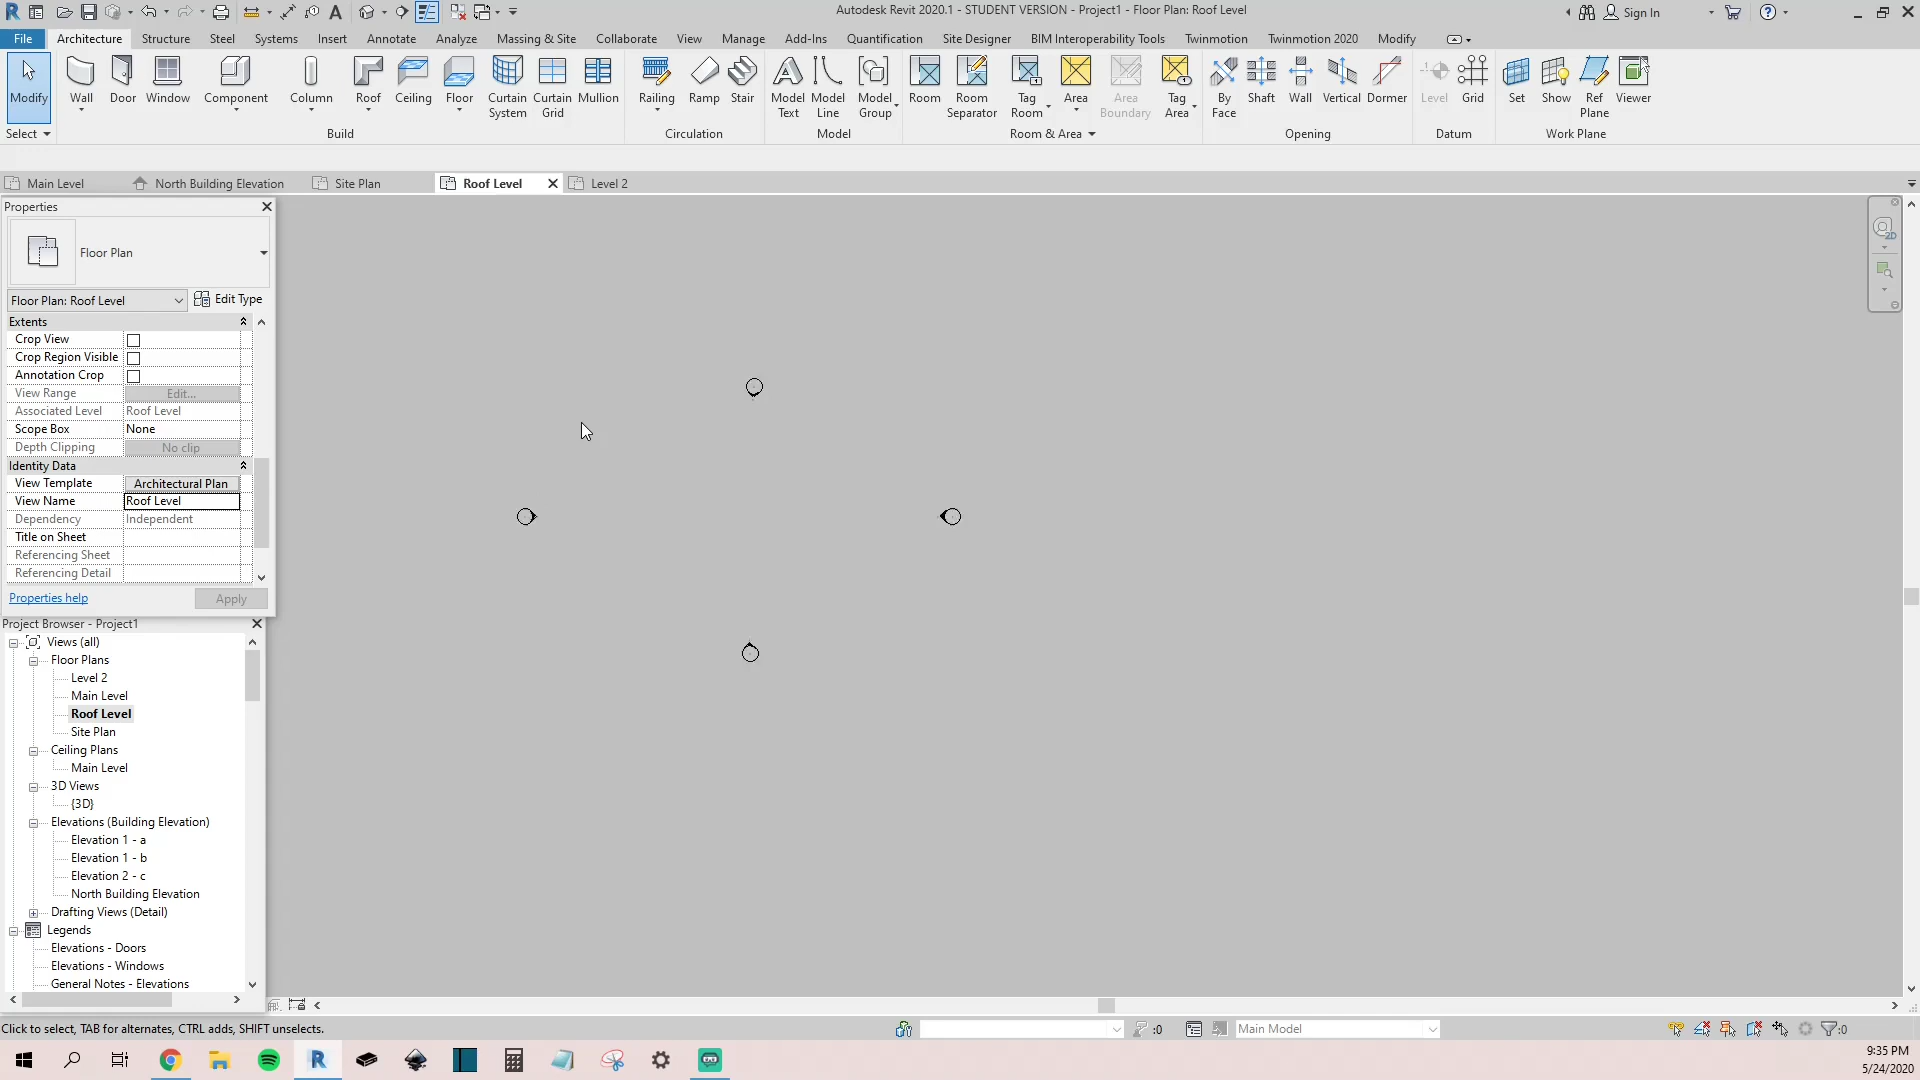 Autodesk Revit 2020.1 - STUDENT VERSION - Project1 - Floor Plan: Roof Level
Sign In
File Architecture Structure Steel Systems Insert Annotate Analyze Massing & Site Collaborate View Manage Add-Ins Quantification Site Designer BIM Interoperability Tools Twinmotion Twinmotion 2020 Modify
Modify Wall Door Window Component Column Roof Ceiling Floor Curtain System Curtain Grid Mullion Railing Ramp Stair Model Text Model Line Model Group Room Room Separator Tag Room Area Area Boundary Tag Area By Face Shaft Wall Vertical Dormer Level Grid Set Show Ref Plane Viewer
Select Build Circulation Model Room & Area Opening Datum Work Plane
Main Level North Building Elevation Site Plan Roof Level Level 2
Properties
Floor Plan
Floor Plan: Roof Level Edit Type
Extents
Crop View
Crop Region Visible
Annotation Crop
View Range Edit...
Associated Level Roof Level
Scope Box None
Depth Clipping No clip
Identity Data
View Template Architectural Plan
View Name Roof Level
Dependency Independent
Title on Sheet
Referencing Sheet
Referencing Detail
Properties help Apply
Project Browser - Project1
Views (all)
Floor Plans
Level 2
Main Level
Roof Level
Site Plan
Ceiling Plans
Main Level
3D Views
{3D}
Elevations (Building Elevation)
Elevation 1 - a
Elevation 1 - b
Elevation 2 - c
North Building Elevation
Drafting Views (Detail)
Legends
Elevations - Doors
Elevations - Windows
General Notes - Elevations
2D
Click to select, TAB for alternates, CTRL adds, SHIFT unselects.
:0
Main Model
:0
9:35 PM
5/24/2020